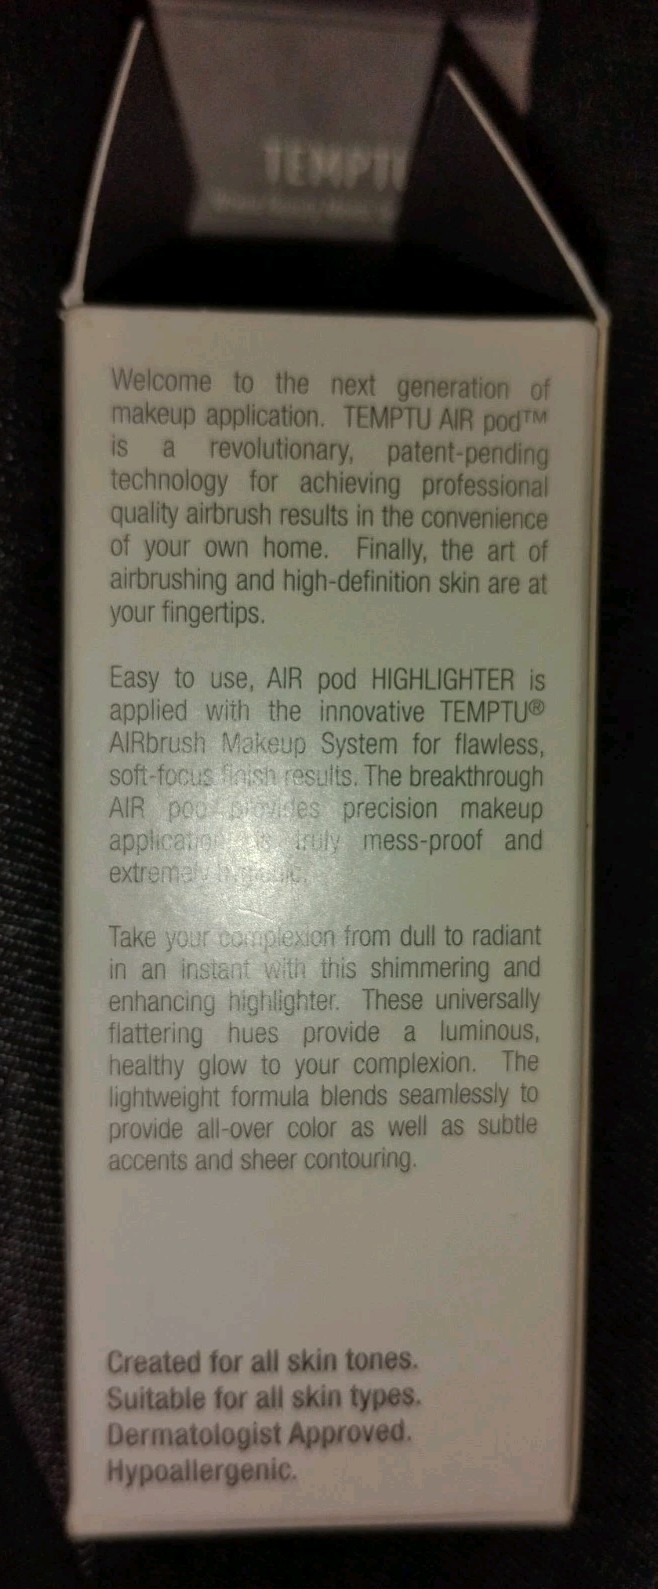 TEMPTU
Welcome to the next generation of
makeup application. TEMPTU AIR pod™
is a revolutionary, patent-pending
technology for achieving professional
quality airbrush results in the convenience
of your own home. Finally, the art of
airbrushing and high-definition skin are at
your fingertips.
Easy to use, AIR pod HIGHLIGHTER is
applied with the innovative TEMPTU®
AIRbrush Makeup System for flawless,
soft-focus finish results. The breakthrough
AIR pod provides precision makeup
application is truly mess-proof and
extremely
Take your complexion from dull to radiant
in an instant with this shimmering and
enhancing highlighter. These universally
flattering hues provide a luminous,
healthy glow to your complexion. The
lightweight formula blends seamlessly to
provide all-over color as well as subtle
accents and sheer contouring.
Created for all skin tones.
Suitable for all skin types.
Dermatologist Approved.
Hypoallergenic.